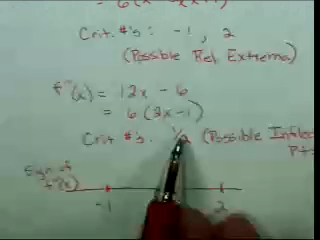 = 6(x - 2)(x + 1)
Crit. #'s: -1, 2
(Possible Rel. Extrema)
f"(x) = 12x - 6
= 6(2x - 1)
Crit #'s. 1/2 (Possible Inflec
Pts
Sign of
f'(x)
-1 2